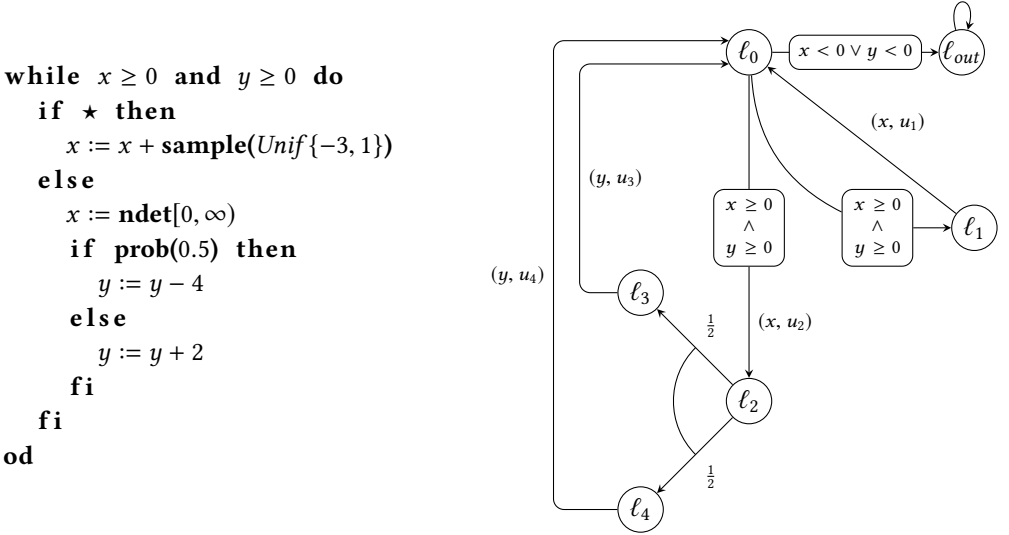 while x ≥ 0 and y ≥ 0 do
if ⋆ then
x := x + sample(Unif{−3, 1})
else
x := ndet[0, ∞)
if prob(0.5) then
y := y − 4
else
y := y + 2
fi
fi
od
ℓ0
x < 0 ∨ y < 0
ℓout
(x, u1)
(y, u3)
x ≥ 0
∧
y ≥ 0
x ≥ 0
∧
y ≥ 0
ℓ1
(y, u4)
ℓ3
1/2
(x, u2)
ℓ2
1/2
ℓ4